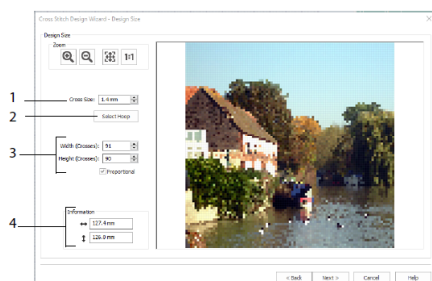 Cross Stitch Design Wizard - Design Size
Design Size
Zoom
1:1
1
Cross Size: 1.4 mm
2
Select Hoop
3
Width (Crosses): 91
Height (Crosses): 90
Proportional
4
Information
127.4 mm
126.0 mm
< Back
Next >
Cancel
Help